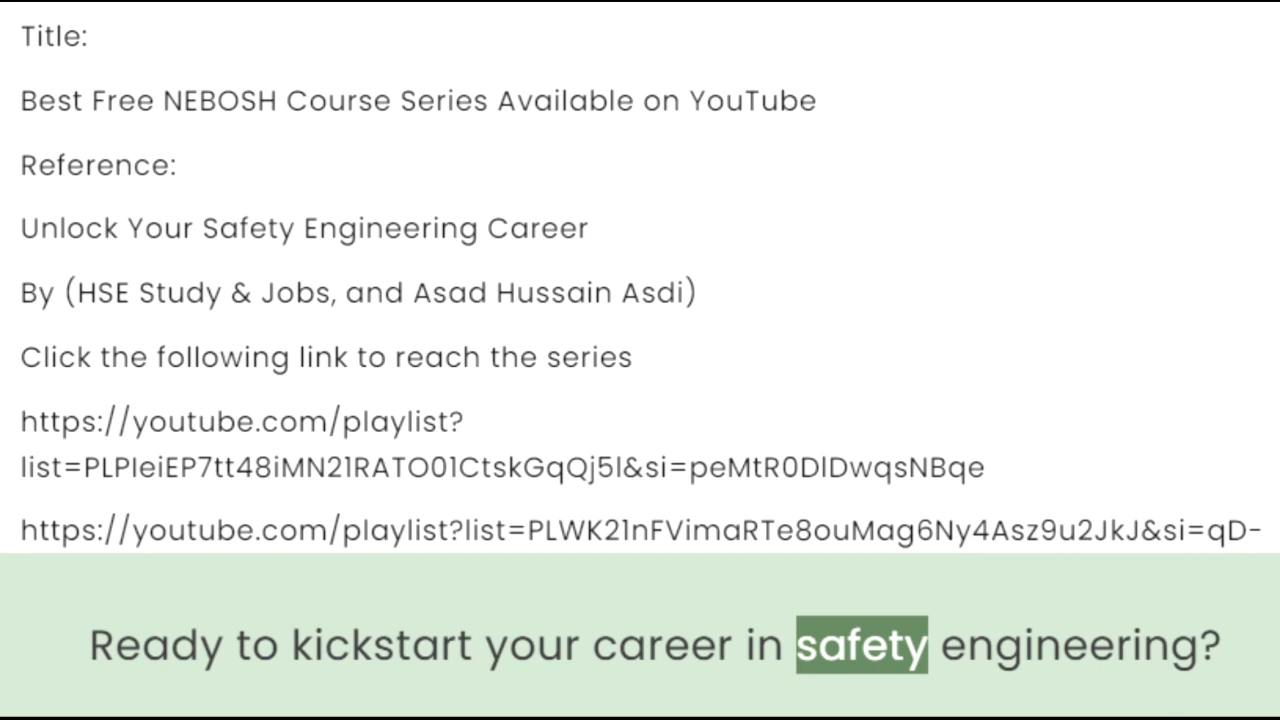 Title:
Best Free NEBOSH Course Series Available on YouTube
Reference:
Unlock Your Safety Engineering Career
By (HSE Study & Jobs, and Asad Hussain Asdi)
Click the following link to reach the series
https://youtube.com/playlist?
list=PLPIeiEP7tt48iMN21RATO01CtskGqQj5l&si=peMtR0DlDwqsNBqe
https://youtube.com/playlist?list=PLWK21nFVimaRTe8ouMag6Ny4Asz9u2JkJ&si=qD-
Ready to kickstart your career in safety engineering?